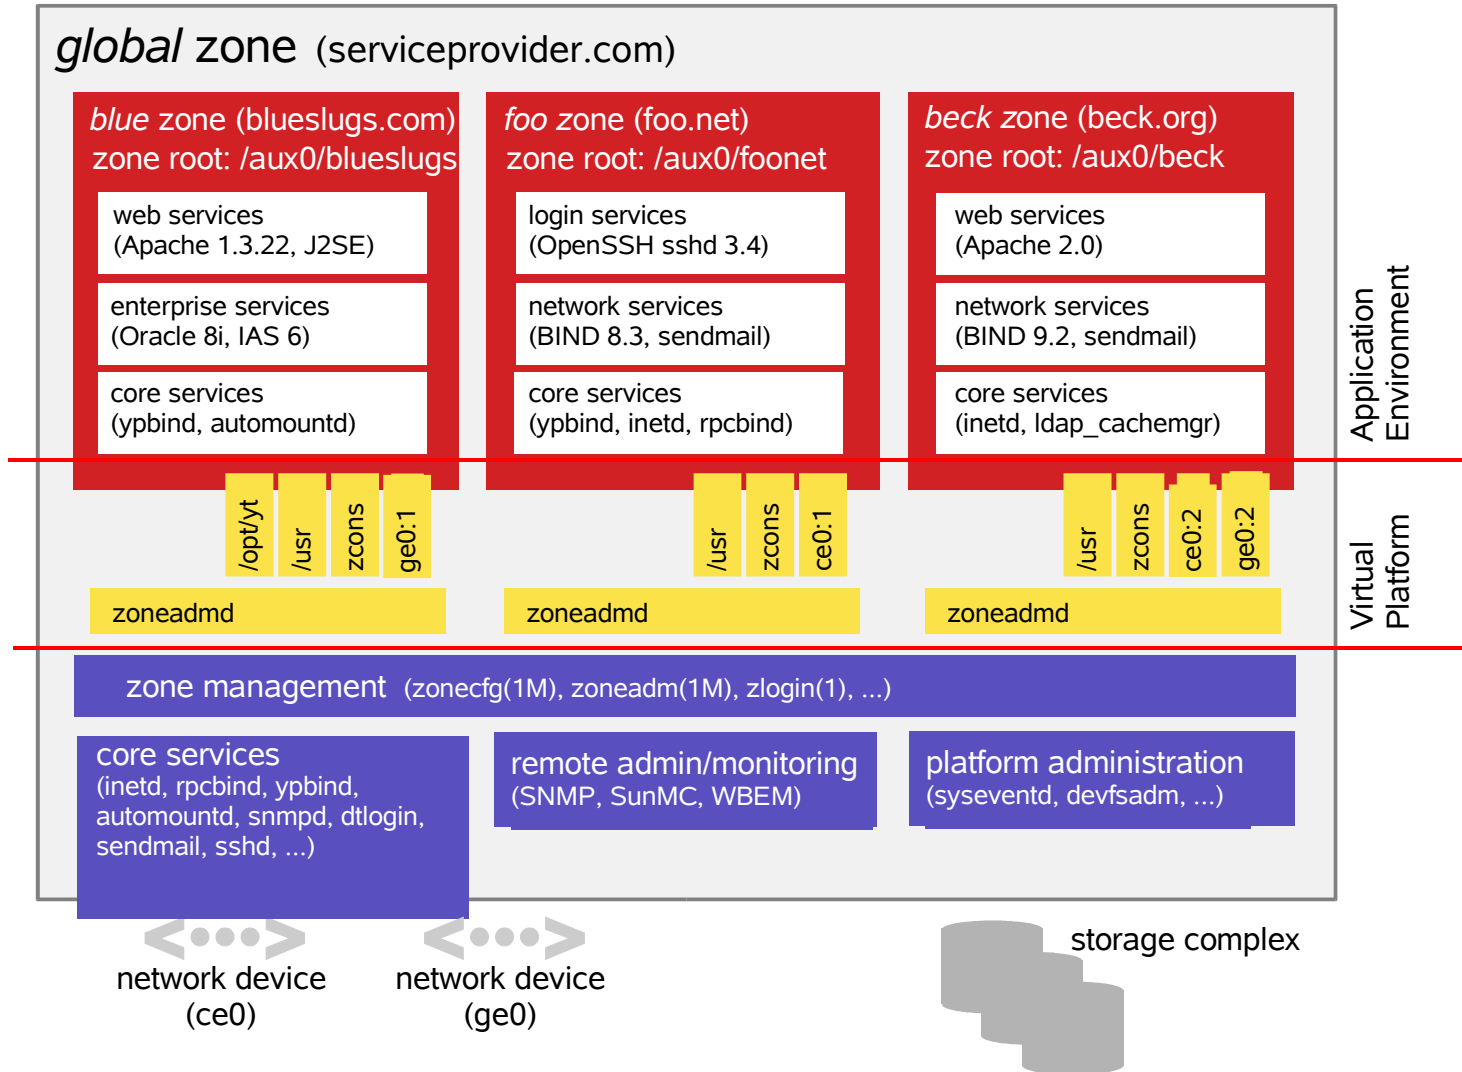 global zone (serviceprovider.com)
blue zone (blueslugs.com)
zone root: /aux0/blueslugs
web services
(Apache 1.3.22, J2SE)
enterprise services
(Oracle 8i, IAS 6)
core services
(ypbind, automountd)
foo zone (foo.net)
zone root: /aux0/foonet
login services
(OpenSSH sshd 3.4)
network services
(BIND 8.3, sendmail)
core services
(ypbind, inetd, rpcbind)
beck zone (beck.org)
zone root: /aux0/beck
web services
(Apache 2.0)
network services
(BIND 9.2, sendmail)
core services
(inetd, ldap_cachemgr)
Application
Environment
/opt/yt
/usr
zcons
ge0:1
zoneadmd
/usr
zcons
ce0:1
zoneadmd
/usr
zcons
ce0:2
ge0:2
zoneadmd
Virtual
Platform
zone management (zonecfg(1M), zoneadm(1M), zlogin(1), ...)
core services
(inetd, rpcbind, ypbind,
automountd, snmpd, dtlogin,
sendmail, sshd, ...)
remote admin/monitoring
(SNMP, SunMC, WBEM)
platform administration
(syseventd, devfsadm, ...)
network device
(ce0)
network device
(ge0)
storage complex